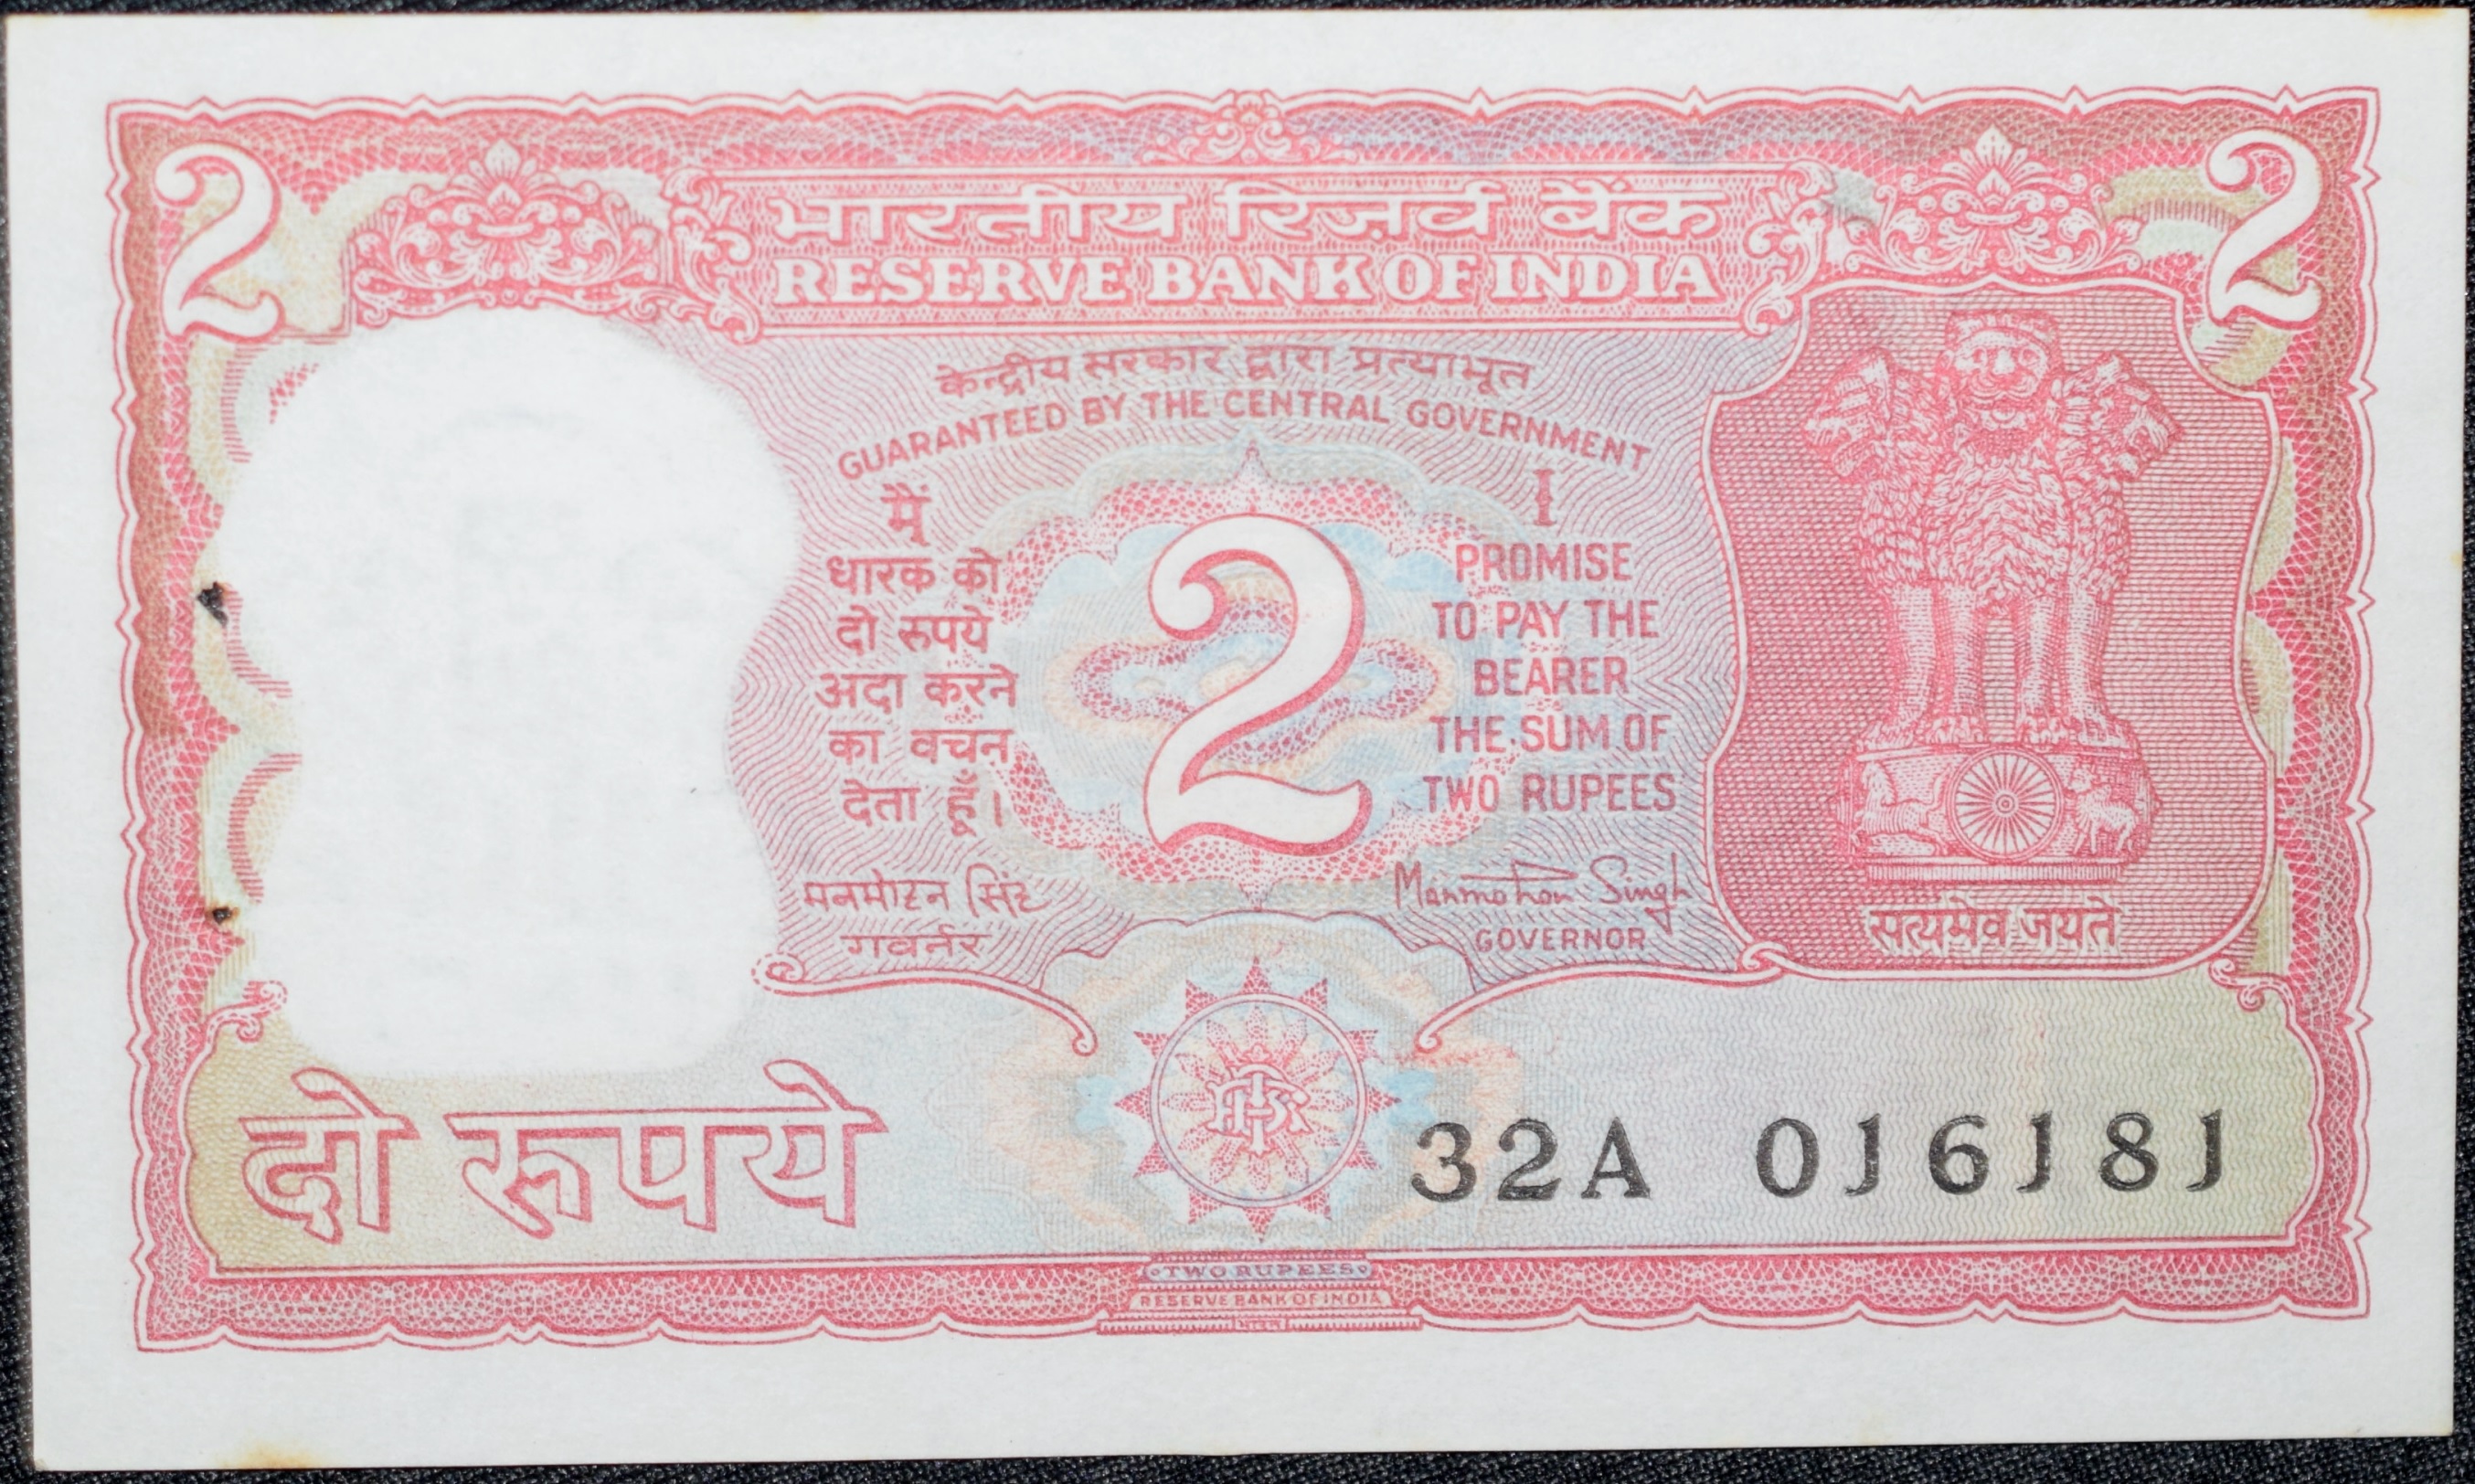 2 2
भारतीय रिज़र्व बैंक
RESERVE BANK OF INDIA
केन्द्रीय सरकार द्वारा प्रत्याभूत
GUARANTEED BY THE CENTRAL GOVERNMENT
मैं
धारक को
दो रुपये
अदा करने
का वचन
देता हूँ।
मनमोहन सिंह
गवर्नर
2
I
PROMISE
TO PAY THE
BEARER
THE SUM OF
TWO RUPEES
Manmohan Singh
GOVERNOR
सत्यमेव जयते
दो रूपये
32A 016181
TWO RUPEES
RESERVE BANK OF INDIA
भारत